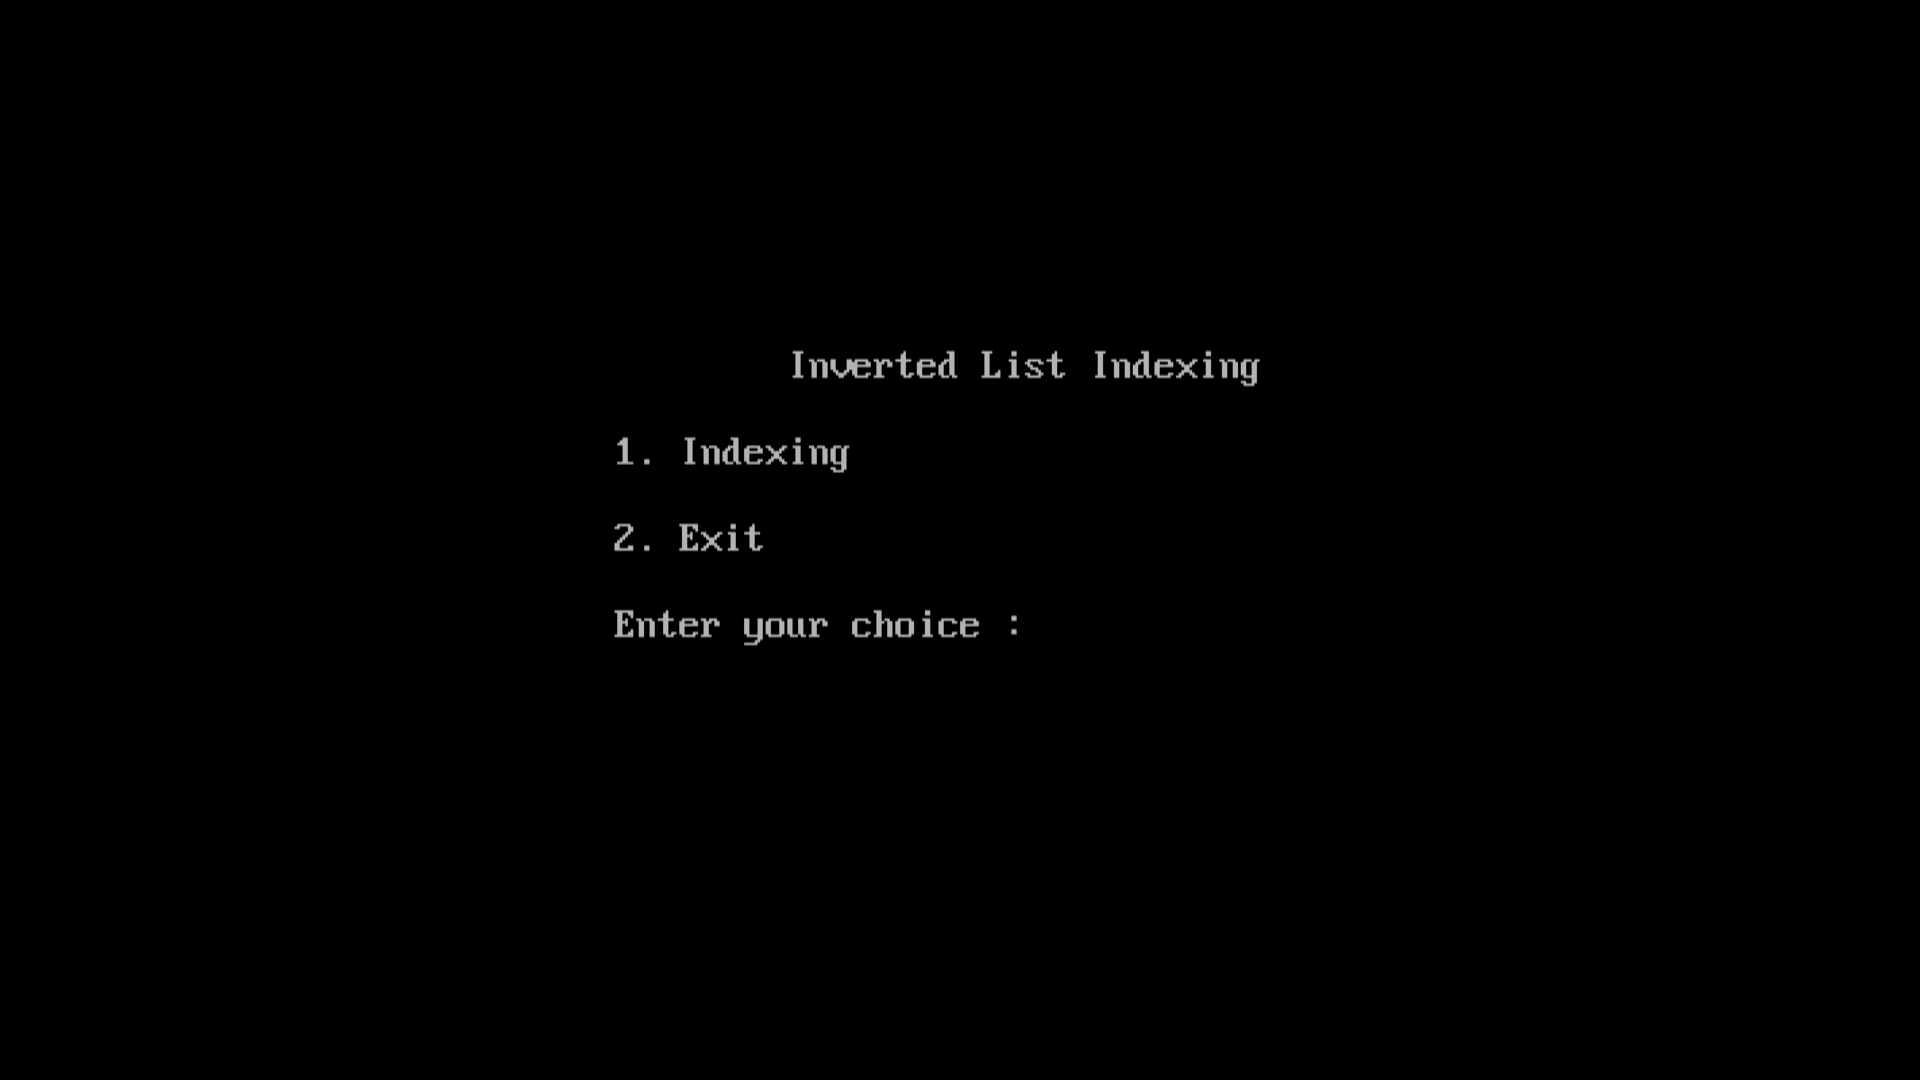 Inverted List Indexing
1. Indexing
2. Exit
Enter your choice :